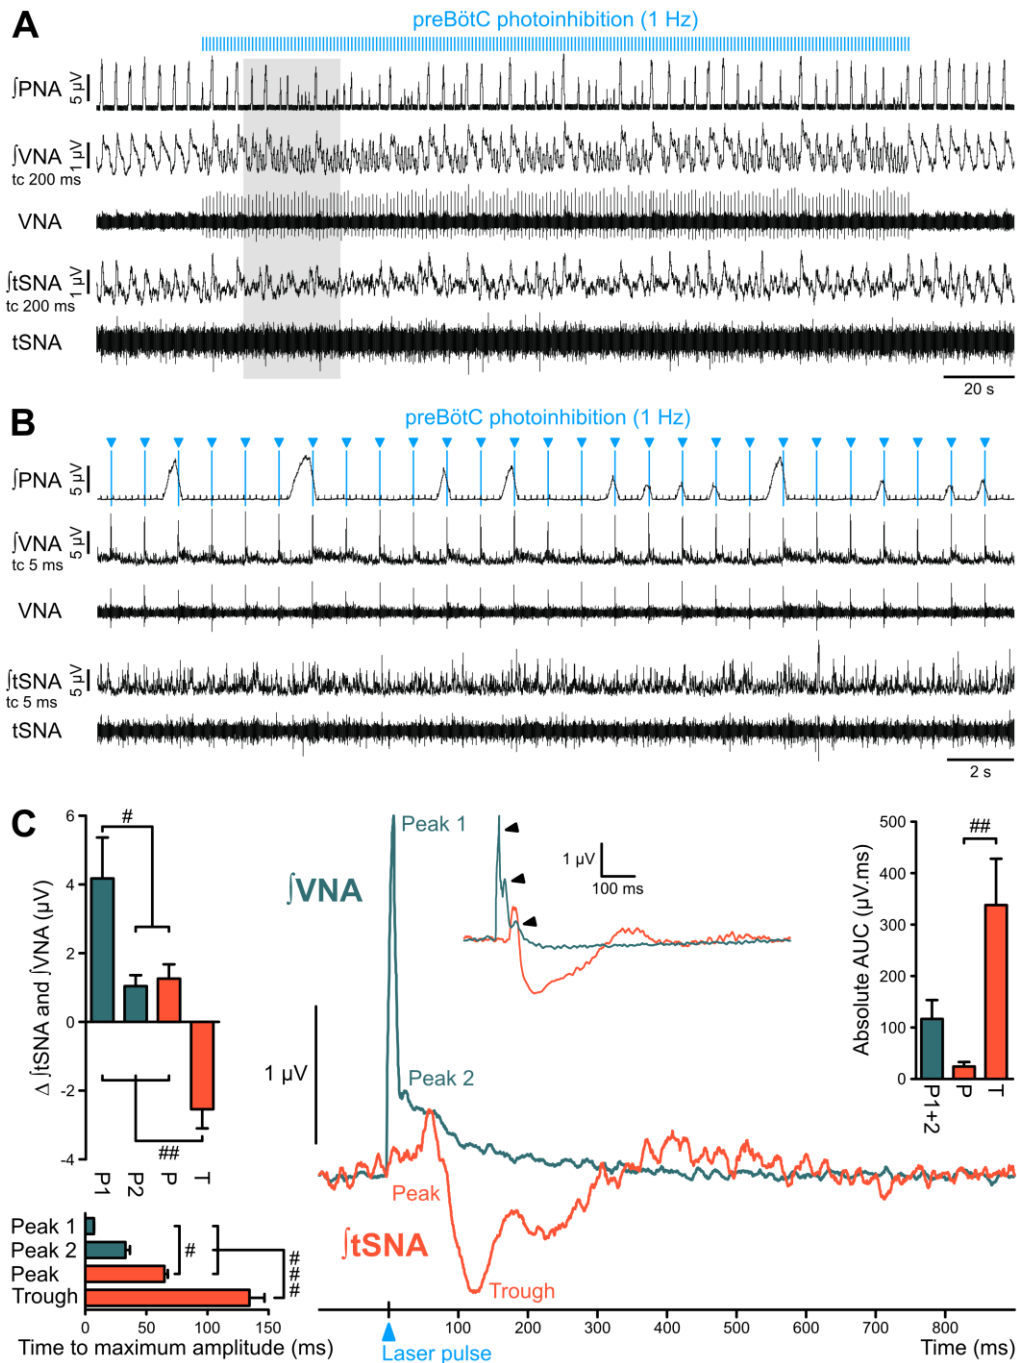 A
preBötC photoinhibition (1 Hz)
∫PNA
5 µV
∫VNA
tc 200 ms
1 µV
VNA
∫tSNA
tc 200 ms
1 µV
tSNA
20 s
B
preBötC photoinhibition (1 Hz)
∫PNA
5 µV
∫VNA
tc 5 ms
5 µV
VNA
∫tSNA
tc 5 ms
5 µV
tSNA
2 s
C
6
4
2
0
-2
-4
Δ ∫tSNA and ∫VNA (µV)
#
##
P1
P2
P
T
Peak 1
Peak 2
Peak
Trough
#
###
0
50
100
150
Time to maximum amplitude (ms)
∫VNA
Peak 1
1 µV
100 ms
1 µV
Peak 2
Peak
∫tSNA
Trough
100
200
300
400
500
600
700
800
Time (ms)
Laser pulse
500
400
300
200
100
0
Absolute AUC (µV.ms)
##
P1+2
P
T